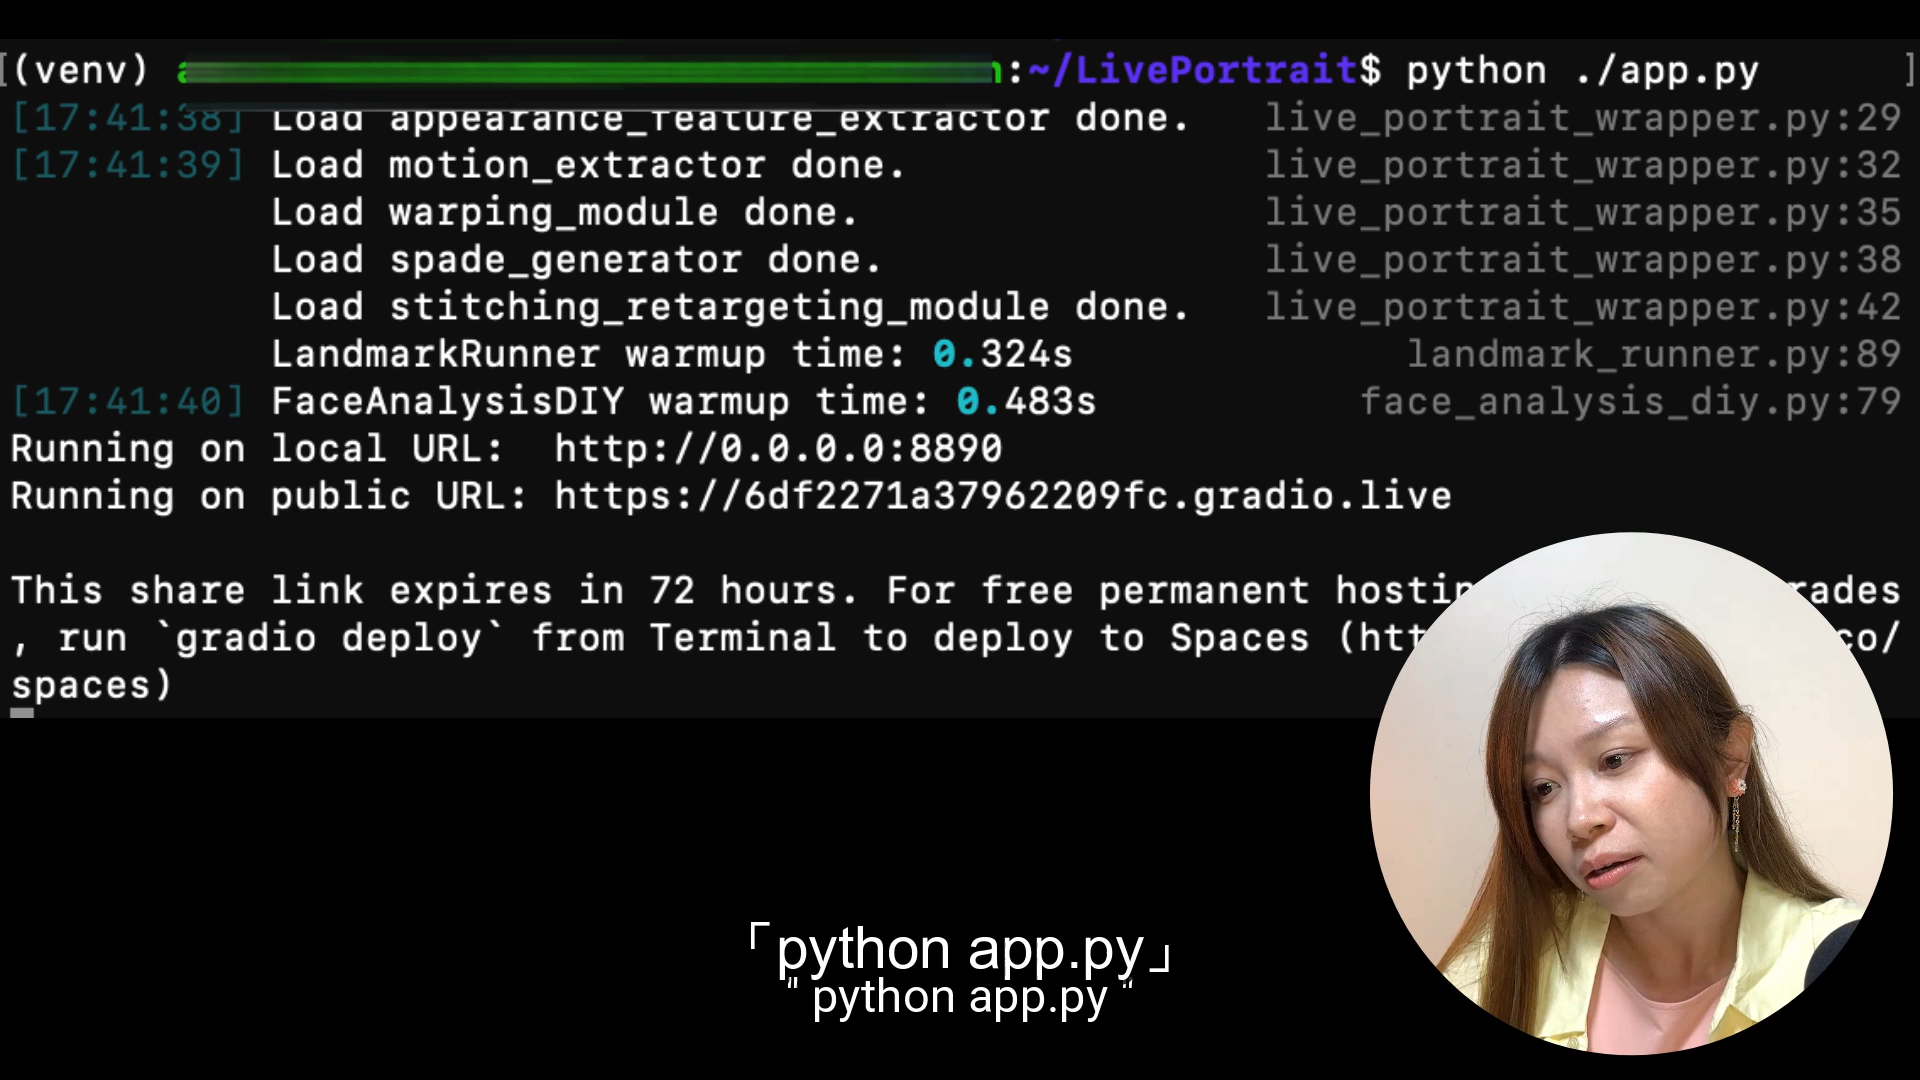 [(venv) a n:~/LivePortrait$ python ./app.py ]
[17:41:38] Load appearance_feature_extractor done. live_portrait_wrapper.py:29
[17:41:39] Load motion_extractor done. live_portrait_wrapper.py:32
Load warping_module done. live_portrait_wrapper.py:35
Load spade_generator done. live_portrait_wrapper.py:38
Load stitching_retargeting_module done. live_portrait_wrapper.py:42
LandmarkRunner warmup time: 0.324s landmark_runner.py:89
[17:41:40] FaceAnalysisDIY warmup time: 0.483s face_analysis_diy.py:79
Running on local URL: http://0.0.0.0:8890
Running on public URL: https://6df2271a37962209fc.gradio.live
This share link expires in 72 hours. For free permanent hostin rades
, run `gradio deploy` from Terminal to deploy to Spaces (htt co/
spaces)
「python app.py」
" python app.py "